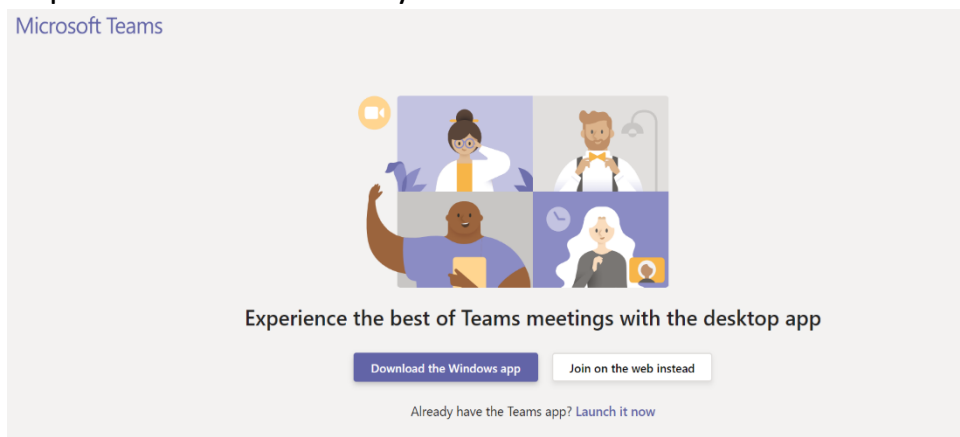 Microsoft Teams
Experience the best of Teams meetings with the desktop app
Download the Windows app Join on the web instead
Already have the Teams app? Launch it now